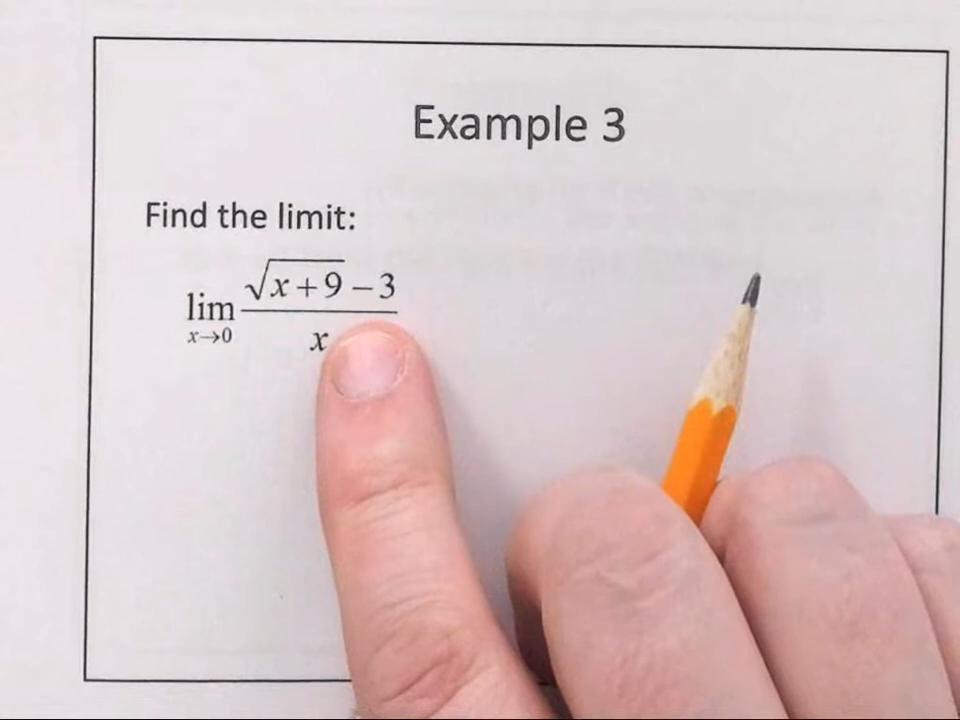 Example 3
Find the limit:
lim x→0 (√(x+9) − 3) / x